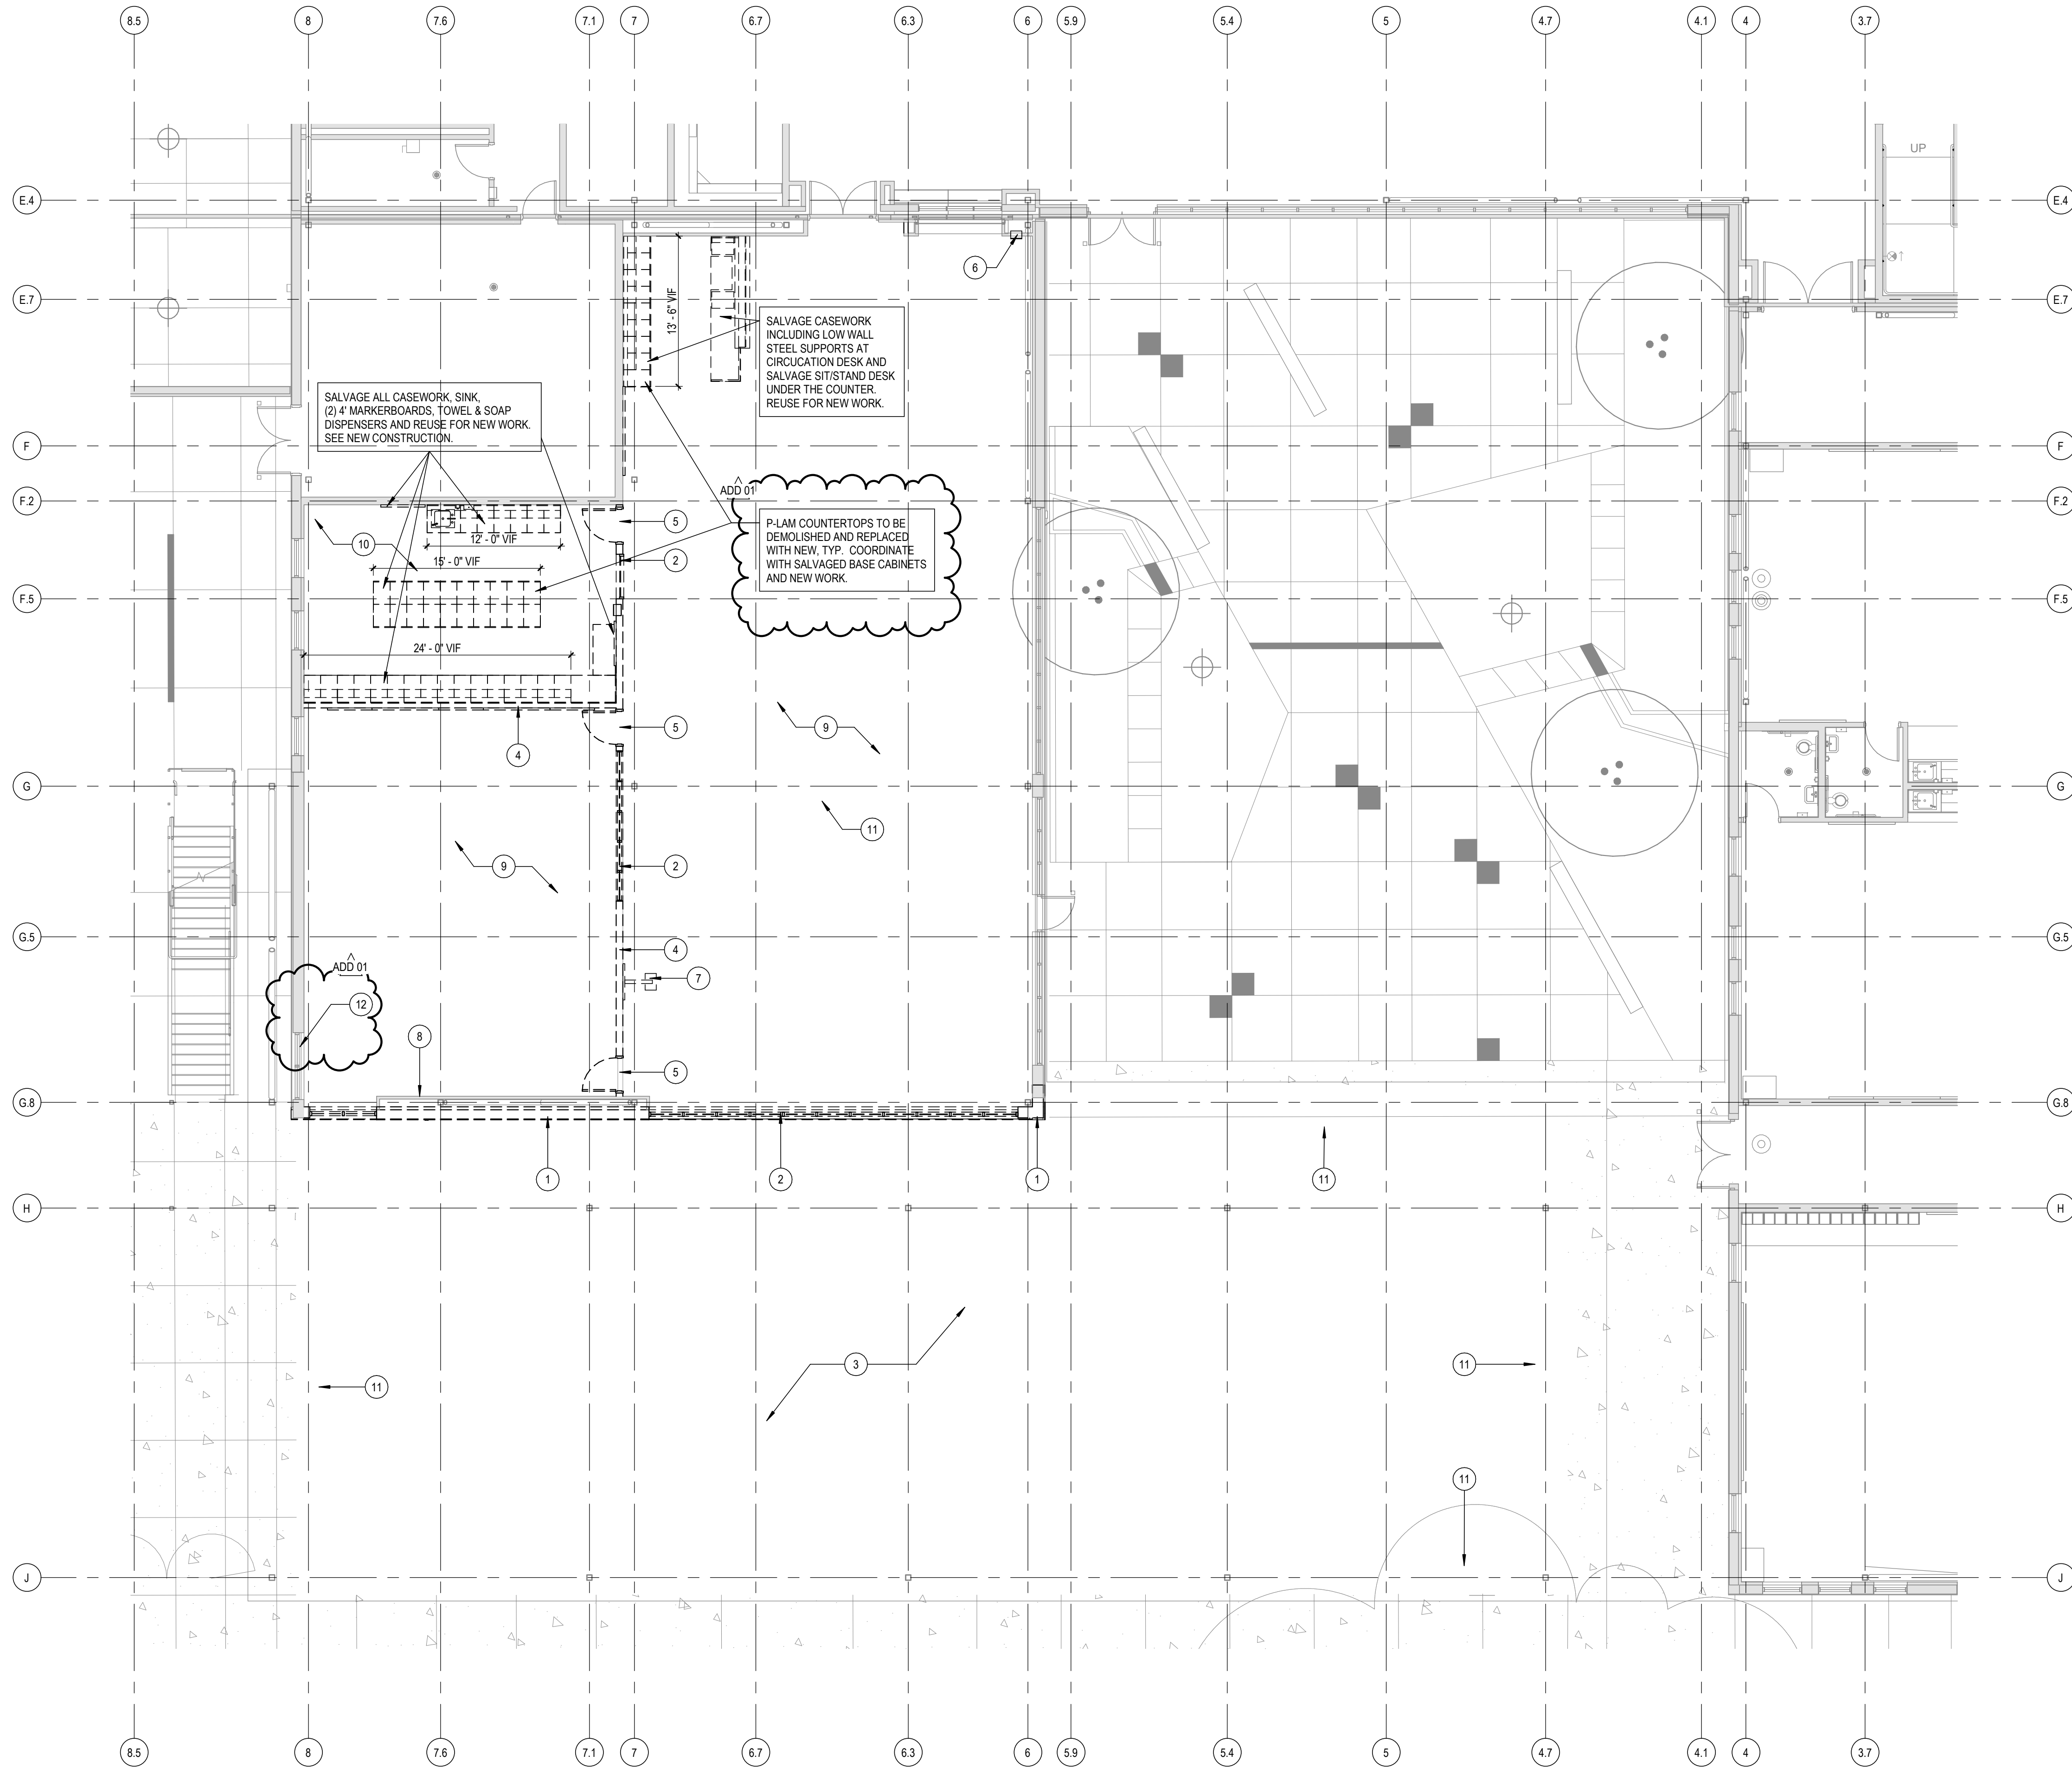 8.5
8
7.6
7.1
7
6.7
6.3
6
5.9
5.4
5
4.7
4.1
4
3.7
UP
E.4
E.4
6
E.7
E.7
13' - 6" VIF
SALVAGE CASEWORK
INCLUDING LOW WALL
STEEL SUPPORTS AT
CIRCUCATION DESK AND
SALVAGE SIT/STAND DESK
UNDER THE COUNTER.
REUSE FOR NEW WORK.
SALVAGE ALL CASEWORK, SINK,
(2) 4' MARKERBOARDS, TOWEL & SOAP
DISPENSERS AND REUSE FOR NEW WORK.
SEE NEW CONSTRUCTION.
F
F
ADD 01
F.2
F.2
P-LAM COUNTERTOPS TO BE
DEMOLISHED AND REPLACED
WITH NEW, TYP. COORDINATE
WITH SALVAGED BASE CABINETS
AND NEW WORK.
5
10
12' - 0" VIF
2
15' - 0" VIF
F.5
F.5
24' - 0" VIF
9
5
4
G
G
11
9
2
G.5
G.5
4
ADD 01
7
12
8
5
G.8
G.8
1
2
1
11
H
H
3
11
11
11
J
J
8.5
8
7.6
7.1
7
6.7
6.3
6
5.9
5.4
5
4.7
4.1
4
3.7